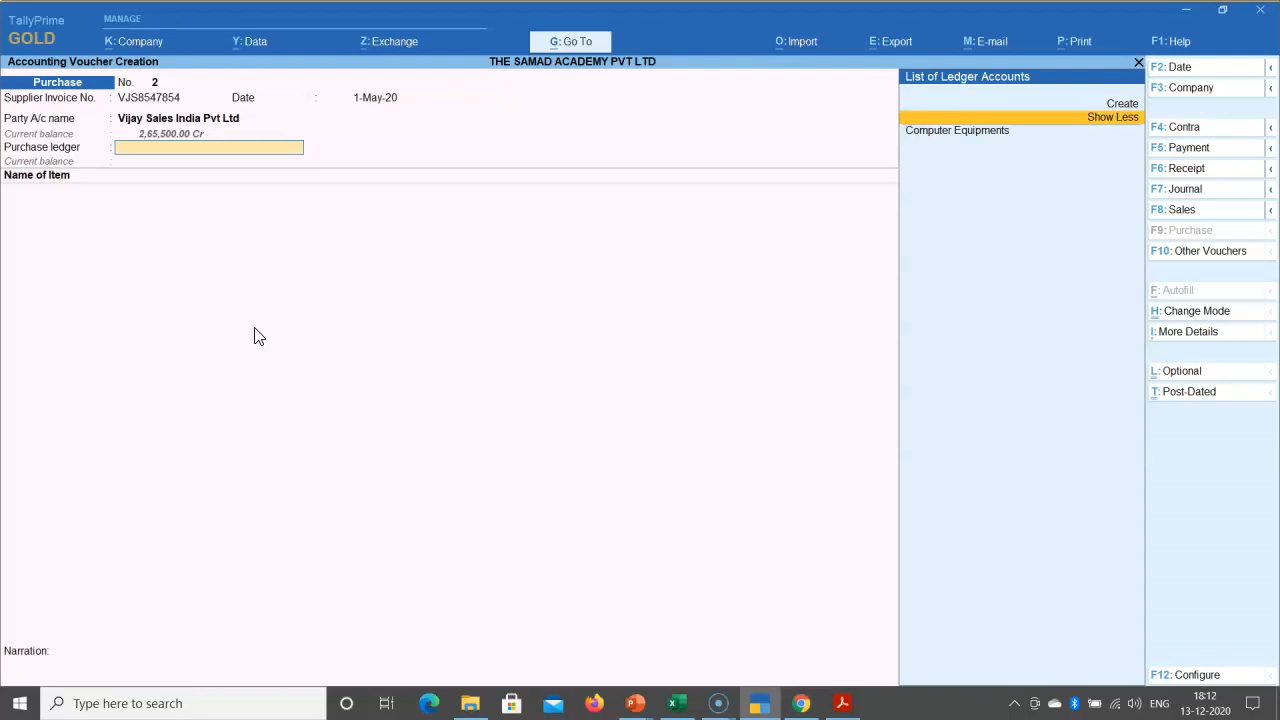 TallyPrime
GOLD
MANAGE
K: Company
Y: Data
Z: Exchange
G: Go To
O: Import
E: Export
M: E-mail
P: Print
F1: Help
Accounting Voucher Creation
THE SAMAD ACADEMY PVT LTD
Purchase No. 2
Supplier Invoice No. : VJS8547854 Date : 1-May-20
Party A/c name : Vijay Sales India Pvt Ltd
Current balance : 2,65,500.00 Cr
Purchase ledger :
Current balance :
Name of Item
Narration:
List of Ledger Accounts
Create
Show Less
Computer Equipments
F2: Date
F3: Company
F4: Contra
F5: Payment
F6: Receipt
F7: Journal
F8: Sales
F9: Purchase
F10: Other Vouchers
F: Autofill
H: Change Mode
I: More Details
L: Optional
T: Post-Dated
F12: Configure
Type here to search
ENG
18:12
13-12-2020